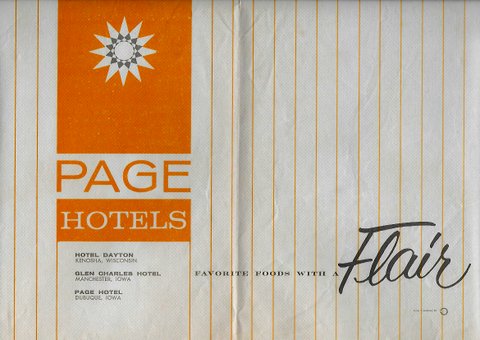 PAGE
HOTELS
HOTEL DAYTON
KENOSHA, WISCONSIN
GLEN CHARLES HOTEL
MANCHESTER, IOWA
PAGE HOTEL
DUBUQUE, IOWA
FAVORITE FOODS WITH A Flair